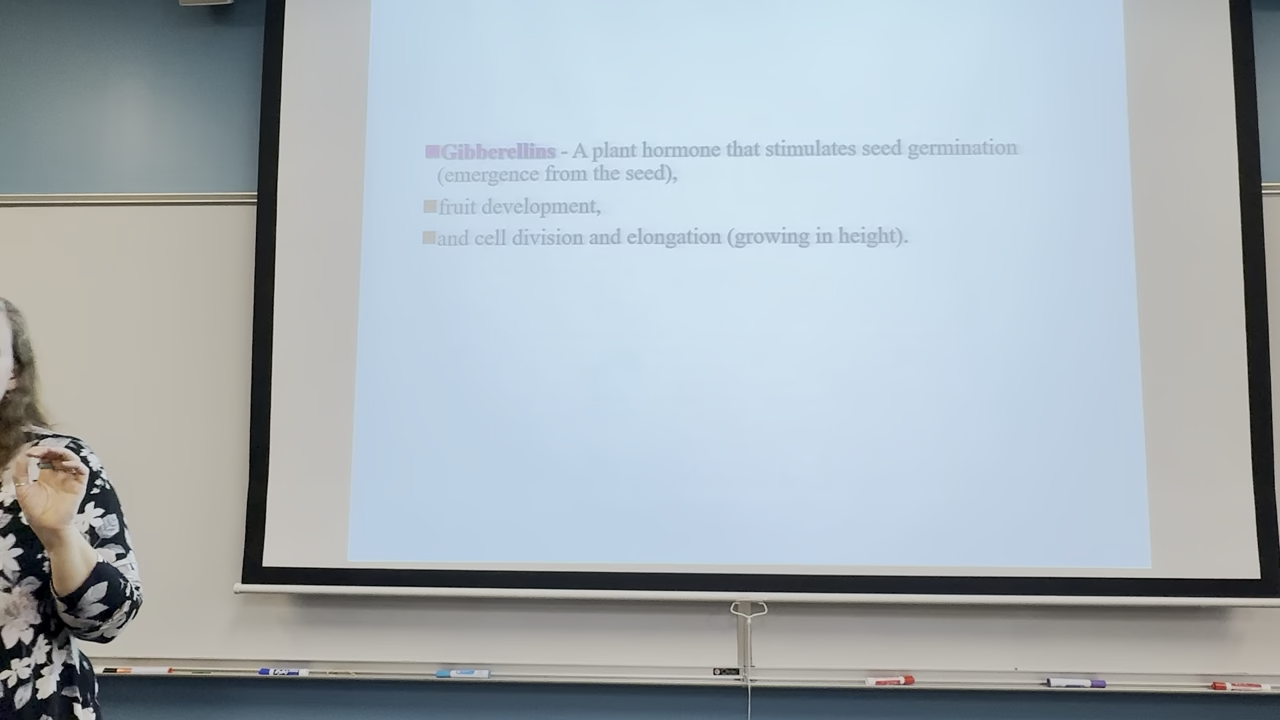 Gibberellins - A plant hormone that stimulates seed germination
(emergence from the seed),
fruit development,
and cell division and elongation (growing in height).